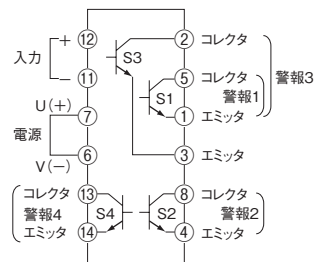 入力
+ ⑫
− ⑪
U(+) ⑦
電源
V(−) ⑥
コレクタ ⑬
警報4
エミッタ ⑭
S3
S1
S4
S2
② コレクタ
警報3
⑤ コレクタ
警報1
① エミッタ
③ エミッタ
⑧ コレクタ
警報2
④ エミッタ